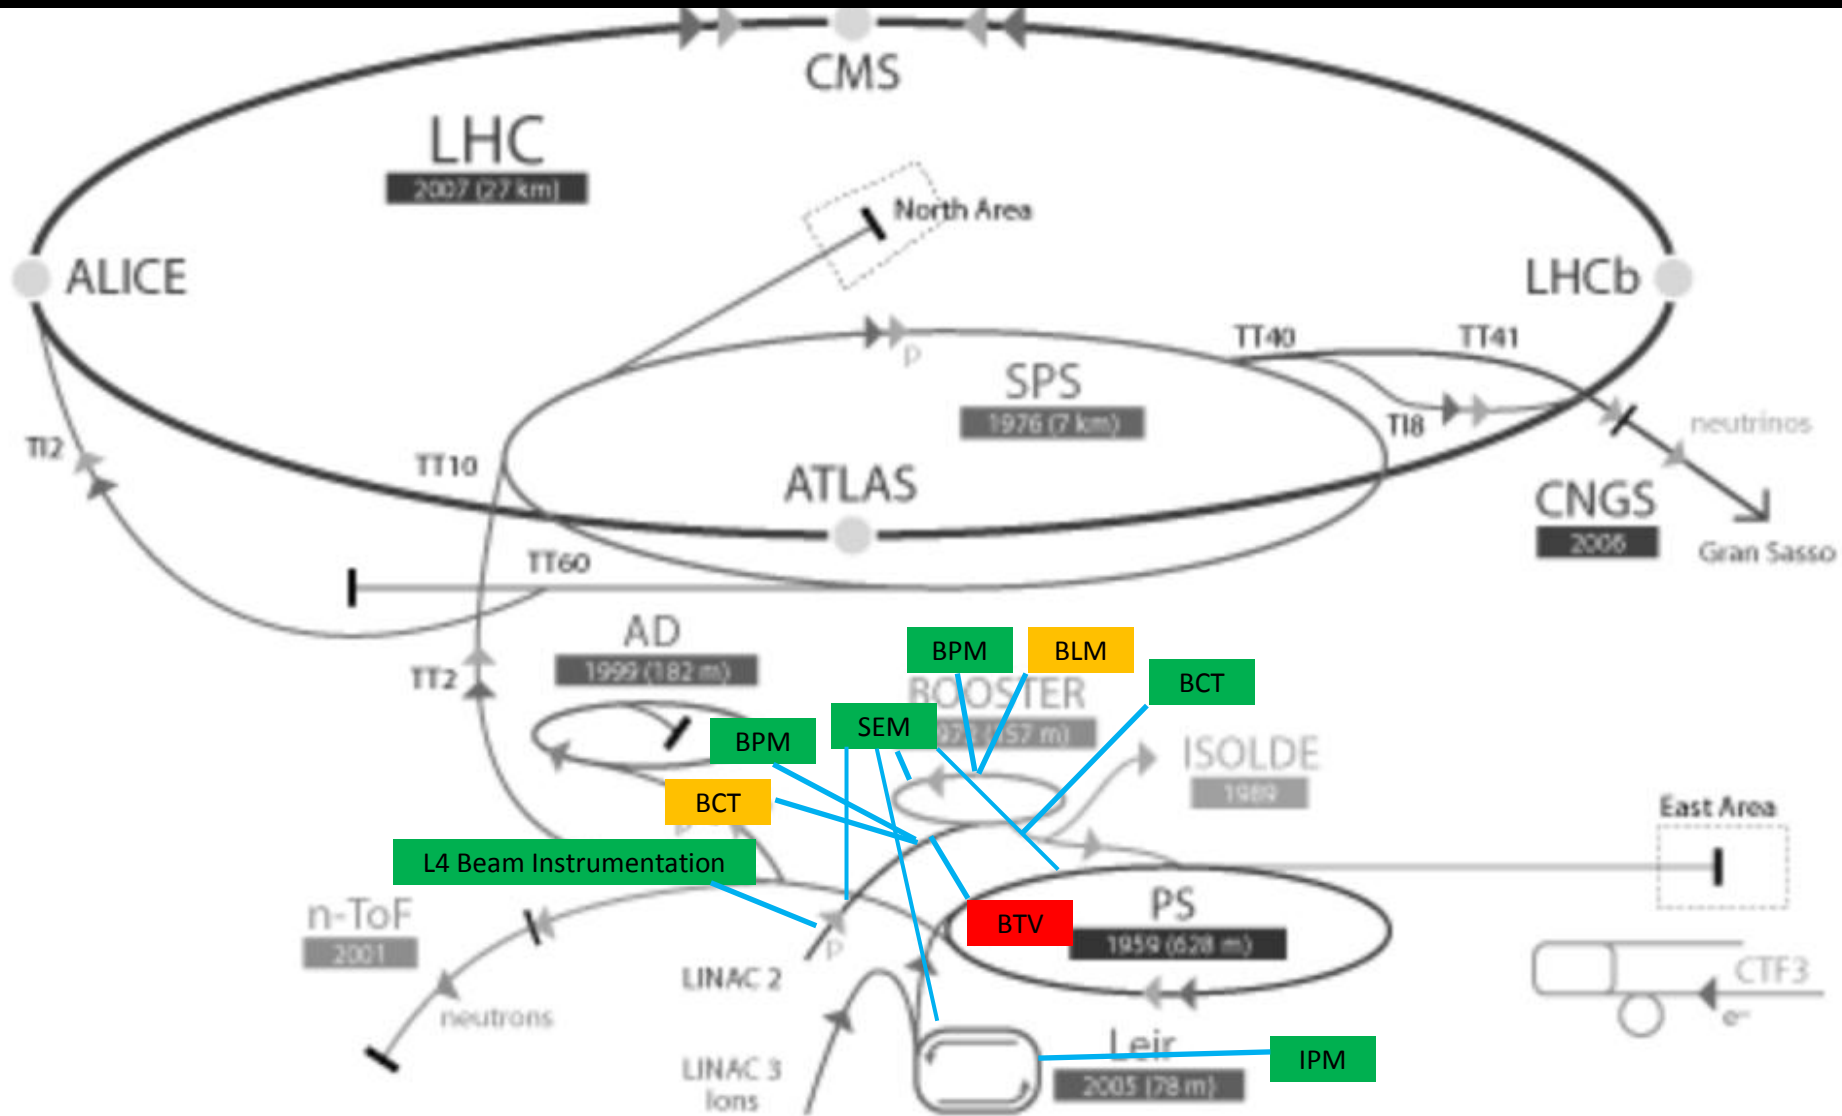 CMS
LHC
2007 (27 km)
North Area
ALICE
LHCb
TT40
TT41
p
SPS
1976 (7 km)
TI8
neutrinos
TI2
TT10
ATLAS
CNGS
2006
Gran Sasso
TT60
AD
1999 (182 m)
BPM
BLM
TT2
BCT
BOOSTER
SEM
BPM
ISOLDE
1989
BCT
East Area
L4 Beam Instrumentation
n-ToF
2001
BTV
PS
1959 (628 m)
p
LINAC 2
CTF3
neutrons
e-
Leir
IPM
LINAC 3
Ions
2005 (78 m)